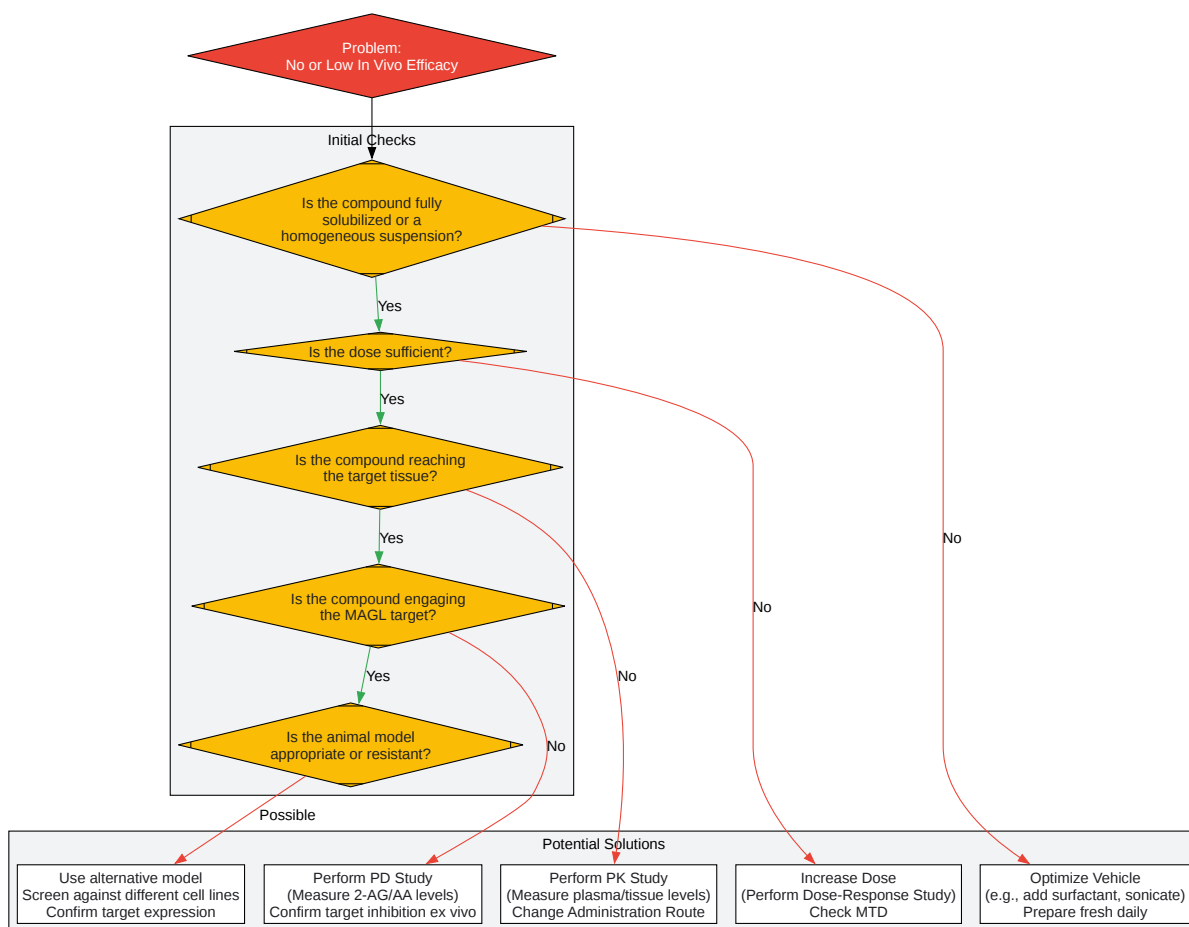 Problem:
No or Low In Vivo Efficacy
Initial Checks
Is the compound fully
solubilized or a
homogeneous suspension?
Yes
Is the dose sufficient?
Yes
Is the compound reaching
the target tissue?
Yes
No
Is the compound engaging
the MAGL target?
No
Yes
No
Is the animal model
appropriate or resistant?
No
Possible
Potential Solutions
Use alternative model
Screen against different cell lines
Confirm target expression
Perform PD Study
(Measure 2-AG/AA levels)
Confirm target inhibition ex vivo
Perform PK Study
(Measure plasma/tissue levels)
Change Administration Route
Increase Dose
(Perform Dose-Response Study)
Check MTD
Optimize Vehicle
(e.g., add surfactant, sonicate)
Prepare fresh daily